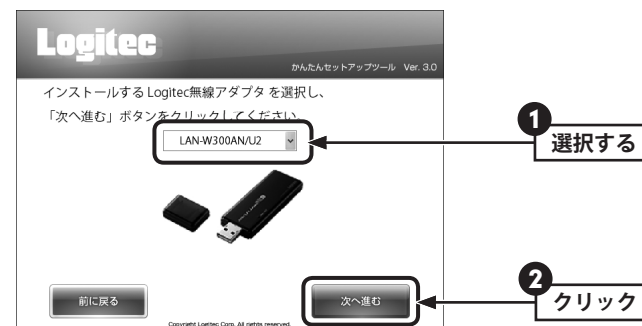 Logitec
かんたんセットアップツール Ver. 3.0
インストールする Logitec無線アダプタ を選択し、
「次へ進む」ボタンをクリックしてください。
LAN-W300AN/U2
1
選択する
前に戻る
次へ進む
2
クリック
Copyright Logitec Corp. All rights reserved.